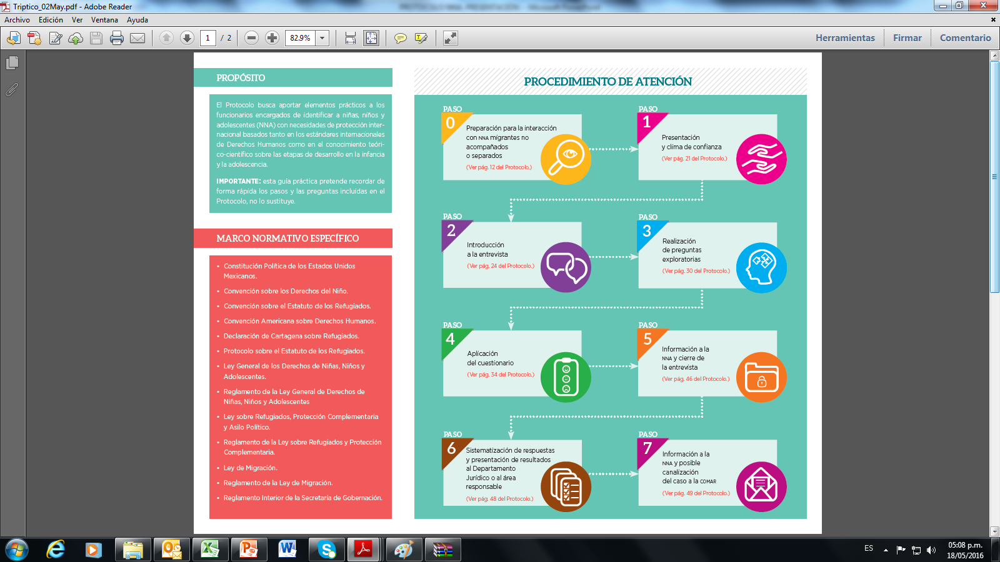 Triptico_02May.pdf - Adobe Reader
Archivo Edición Ver Ventana Ayuda
1 / 2 82.9% Herramientas Firmar Comentario
PROPÓSITO
El Protocolo busca aportar elementos prácticos a los
funcionarios encargados de identificar a niñas, niños y
adolescentes (NNA) con necesidades de protección inter-
nacional basados tanto en los estándares internacionales
de Derechos Humanos como en el conocimiento teóri-
co-científico sobre las etapas de desarrollo en la infancia
y la adolescencia.
IMPORTANTE: esta guía práctica pretende recordar de
forma rápida los pasos y las preguntas incluidas en el
Protocolo, no lo sustituye.
MARCO NORMATIVO ESPECÍFICO
• Constitución Política de los Estados Unidos
Mexicanos.
• Convención sobre los Derechos del Niño.
• Convención sobre el Estatuto de los Refugiados.
• Convención Americana sobre Derechos Humanos.
• Declaración de Cartagena sobre Refugiados.
• Protocolo sobre el Estatuto de los Refugiados.
• Ley General de los Derechos de Niñas, Niños y
Adolescentes.
• Reglamento de la Ley General de Derechos de
Niñas, Niños y Adolescentes
• Ley sobre Refugiados, Protección Complementaria
y Asilo Político.
• Reglamento de la Ley sobre Refugiados y Protección
Complementaria.
• Ley de Migración.
• Reglamento de la Ley de Migración.
• Reglamento Interior de la Secretaría de Gobernación.
PROCEDIMIENTO DE ATENCIÓN
PASO
0
Preparación para la interacción
con NNA migrantes no
acompañados
o separados
(Ver pág. 12 del Protocolo.)
PASO
1
Presentación
y clima de confianza
(Ver pág. 21 del Protocolo.)
PASO
2
Introducción
a la entrevista
(Ver pág. 24 del Protocolo.)
PASO
3
Realización
de preguntas
exploratorias
(Ver pág. 30 del Protocolo.)
PASO
4
Aplicación
del cuestionario
(Ver pág. 34 del Protocolo.)
PASO
5
Información a la
NNA y cierre de
la entrevista
(Ver pág. 46 del Protocolo.)
PASO
6
Sistematización de respuestas
y presentación de resultados
al Departamento
Jurídico o al área
responsable
(Ver pág. 48 del Protocolo.)
PASO
7
Información a la
NNA y posible
canalización
del caso a la COMAR
(Ver pág. 49 del Protocolo.)
ES
05:08 p.m.
18/05/2016